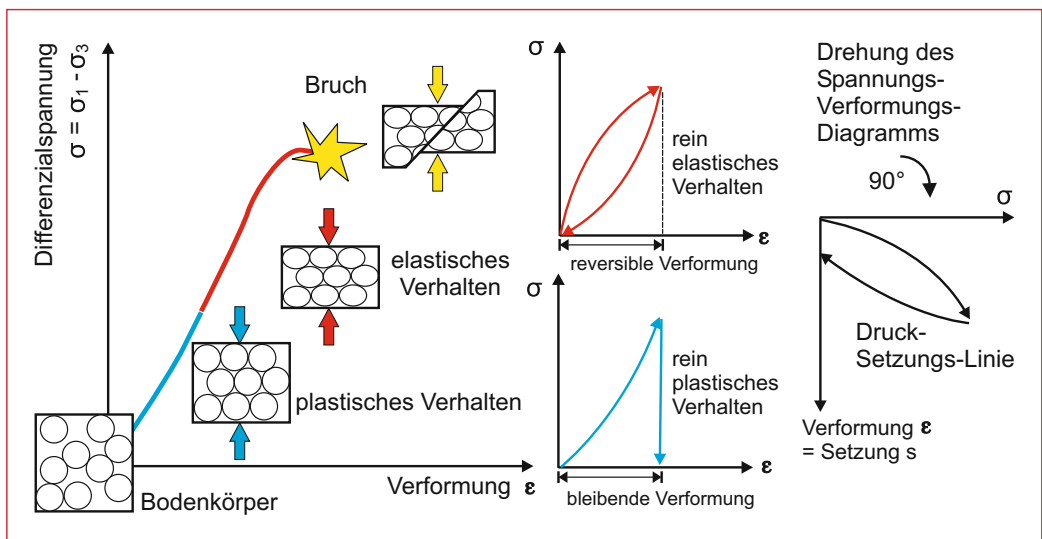 Differenzialspannung
σ = σ1 - σ3
Bruch
elastisches
Verhalten
plastisches Verhalten
Bodenkörper
Verformung ε
σ
rein
elastisches
Verhalten
ε
reversible Verformung
σ
rein
plastisches
Verhalten
ε
bleibende Verformung
Drehung des
Spannungs-
Verformungs-
Diagramms
90°
σ
Druck-
Setzungs-Linie
Verformung ε
= Setzung s